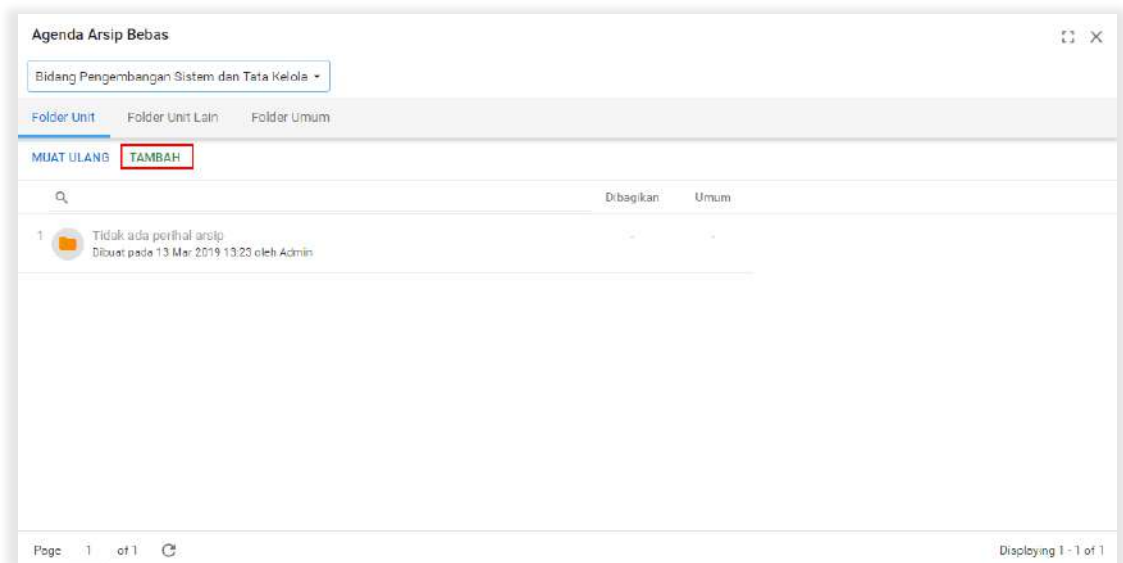 Agenda Arsip Bebas
Bidang Pengembangan Sistem dan Tata Kelola
Folder Unit Folder Unit Lain Folder Umum
MUAT ULANG TAMBAH
Dibagikan Umum
1 Tidak ada perihal arsip - -
Dibuat pada 13 Mar 2019 13:23 oleh Admin
Page 1 of 1 Displaying 1 - 1 of 1